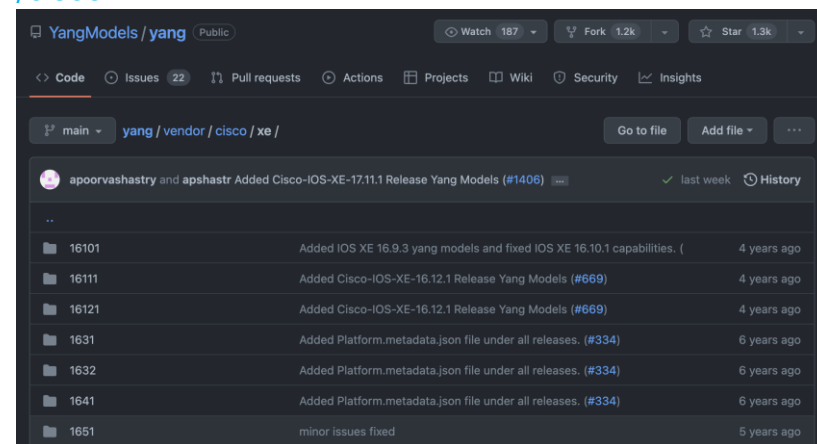 YangModels / yang Public Watch 187 Fork 1.2k Star 1.3k
<> Code Issues 22 Pull requests Actions Projects Wiki Security Insights
main yang / vendor / cisco / xe / Go to file Add file ...
apoorvashastry and apshastr Added Cisco-IOS-XE-17.11.1 Release Yang Models (#1406) ... last week History
..
16101 Added IOS XE 16.9.3 yang models and fixed IOS XE 16.10.1 capabilities. ( 4 years ago
16111 Added Cisco-IOS-XE-16.12.1 Release Yang Models (#669) 4 years ago
16121 Added Cisco-IOS-XE-16.12.1 Release Yang Models (#669) 4 years ago
1631 Added Platform.metadata.json file under all releases. (#334) 6 years ago
1632 Added Platform.metadata.json file under all releases. (#334) 6 years ago
1641 Added Platform.metadata.json file under all releases. (#334) 6 years ago
1651 minor issues fixed 5 years ago